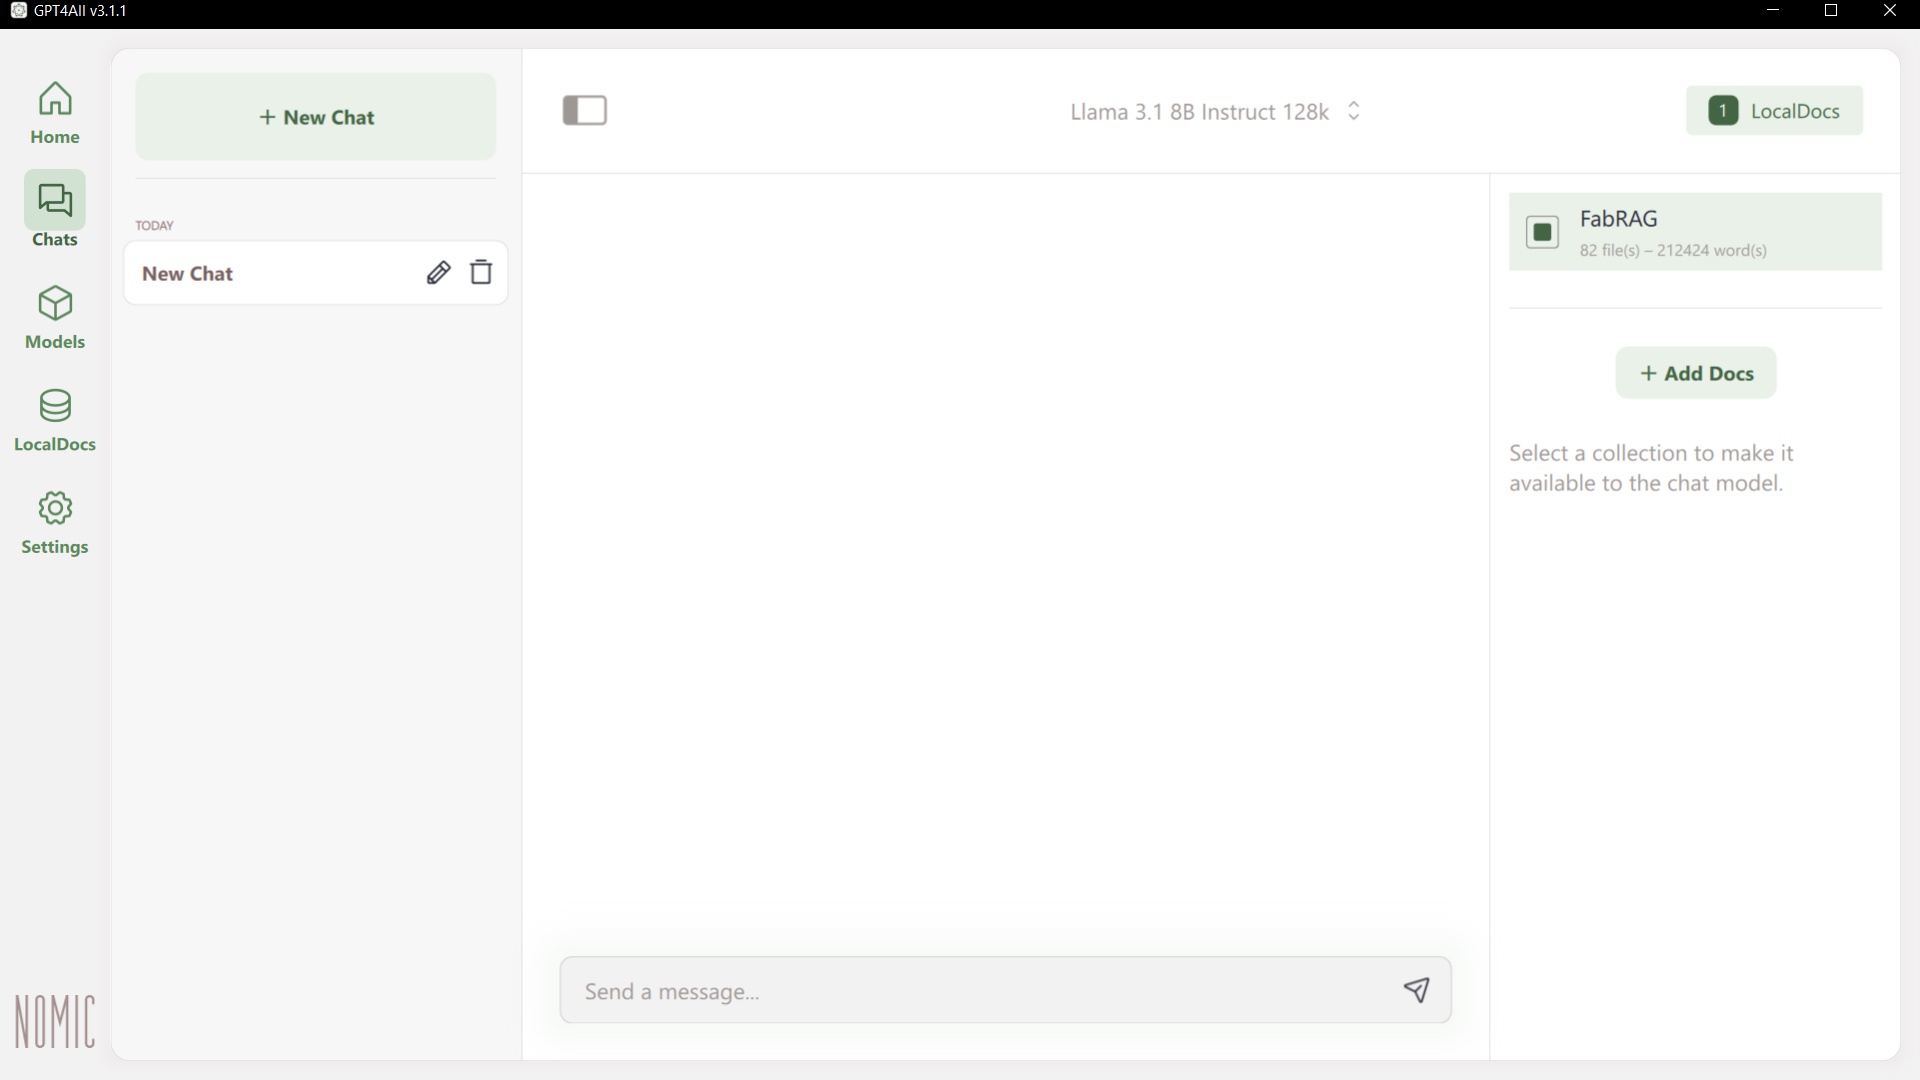 GPT4All v3.1.1
Home
Chats
Models
LocalDocs
Settings
NOMIC
+ New Chat
TODAY
New Chat
Llama 3.1 8B Instruct 128k
1 LocalDocs
FabRAG
82 file(s) – 212424 word(s)
+ Add Docs
Select a collection to make it
available to the chat model.
Send a message...